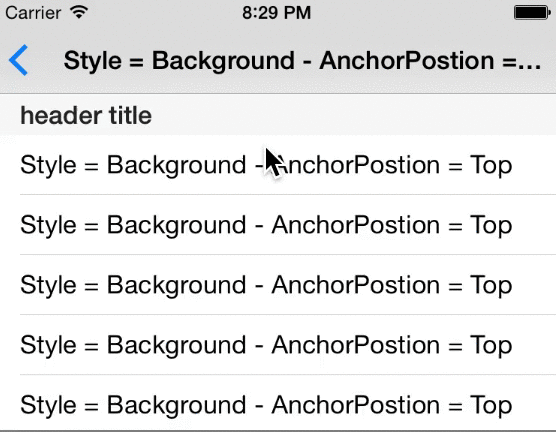 Carrier 8:29 PM
Style = Background - AnchorPostion =...
header title
Style = Background - AnchorPostion = Top
Style = Background - AnchorPostion = Top
Style = Background - AnchorPostion = Top
Style = Background - AnchorPostion = Top
Style = Background - AnchorPostion = Top